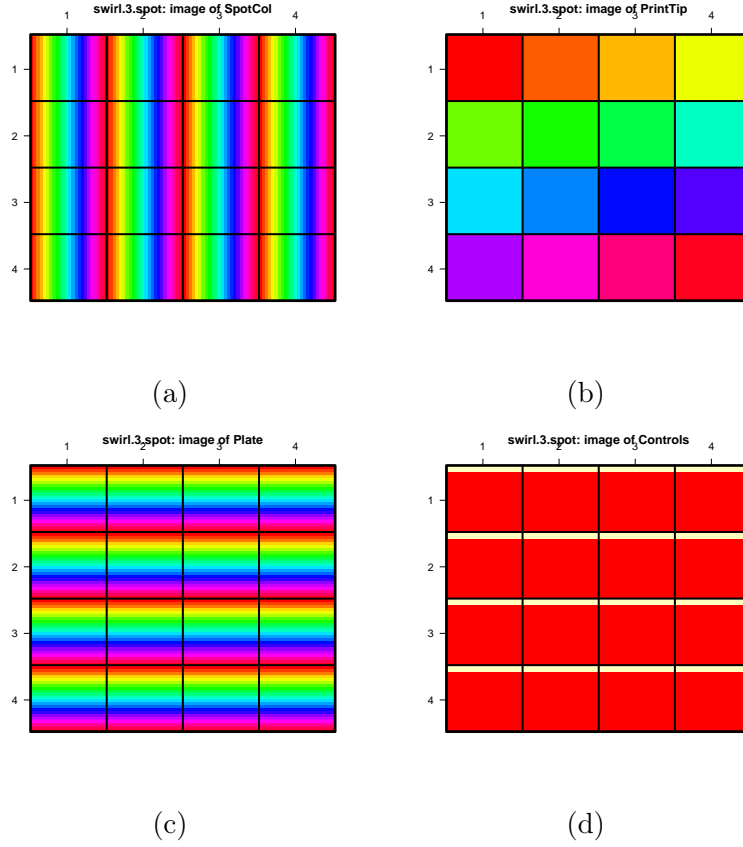 swirl.3.spot: image of SpotCol
1 2 3 4
1
2
3
4
(a)
swirl.3.spot: image of PrintTip
1 2 3 4
1
2
3
4
(b)
swirl.3.spot: image of Plate
1 2 3 4
1
2
3
4
(c)
swirl.3.spot: image of Controls
1 2 3 4
1
2
3
4
(d)